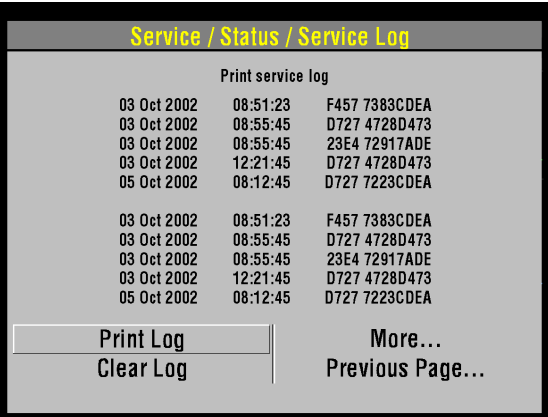 Service / Status / Service Log
Print service log
03 Oct 2002 08:51:23 F457 7383CDEA
03 Oct 2002 08:55:45 D727 4728D473
03 Oct 2002 08:55:45 23E4 72917ADE
03 Oct 2002 12:21:45 D727 4728D473
05 Oct 2002 08:12:45 D727 7223CDEA
03 Oct 2002 08:51:23 F457 7383CDEA
03 Oct 2002 08:55:45 D727 4728D473
03 Oct 2002 08:55:45 23E4 72917ADE
03 Oct 2002 12:21:45 D727 4728D473
05 Oct 2002 08:12:45 D727 7223CDEA
Print Log More...
Clear Log Previous Page...